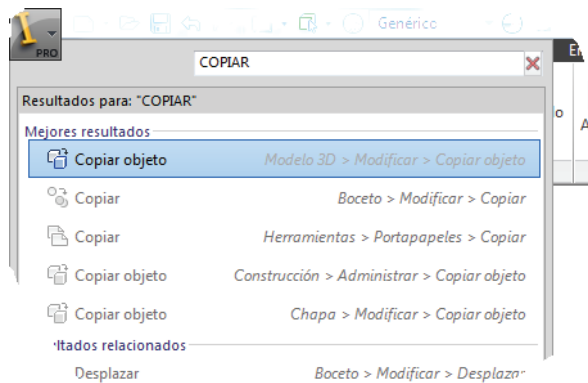 Genérico
PRO
COPIAR
Resultados para: "COPIAR"
Mejores resultados
Copiar objeto Modelo 3D > Modificar > Copiar objeto
Copiar Boceto > Modificar > Copiar
Copiar Herramientas > Portapapeles > Copiar
Copiar objeto Construcción > Administrar > Copiar objeto
Copiar objeto Chapa > Modificar > Copiar objeto
ltados relacionados
Desplazar Boceto > Modificar > Desplazar